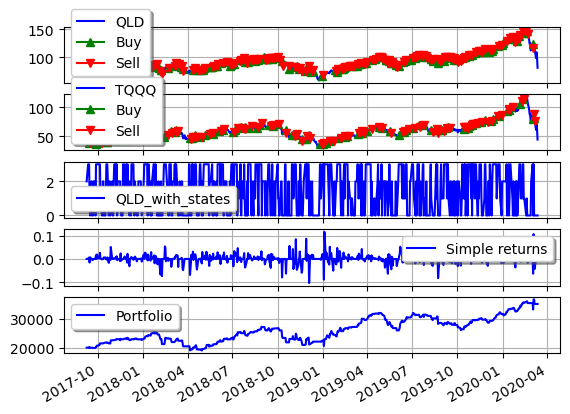 150
QLD
Buy
100
Sell
TQQQ
100
Buy
50
Sell
2
QLD_with_states
0
0.1
Simple returns
0.0
−0.1
30000
Portfolio
20000
2017-10
2018-01
2018-04
2018-07
2018-10
2019-01
2019-04
2019-07
2019-10
2020-01
2020-04